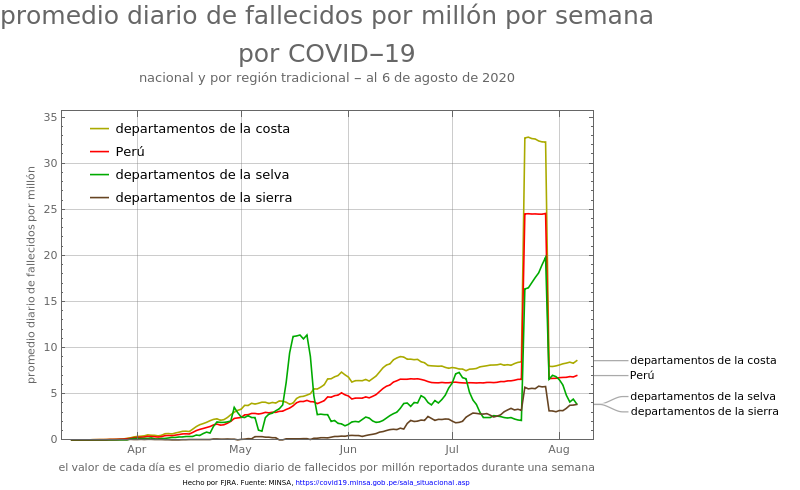 promedio diario de fallecidos por millón por semana
por COVID−19
nacional y por región tradicional − al 6 de agosto de 2020
departamentos de la costa
Perú
departamentos de la selva
departamentos de la sierra
promedio diario de fallecidos por millón
35
30
25
20
15
10
5
0
Apr May Jun Jul Aug
departamentos de la costa
Perú
departamentos de la selva
departamentos de la sierra
el valor de cada día es el promedio diario de fallecidos por millón reportados durante una semana
Hecho por FJRA. Fuente: MINSA, https://covid19.minsa.gob.pe/sala_situacional.asp